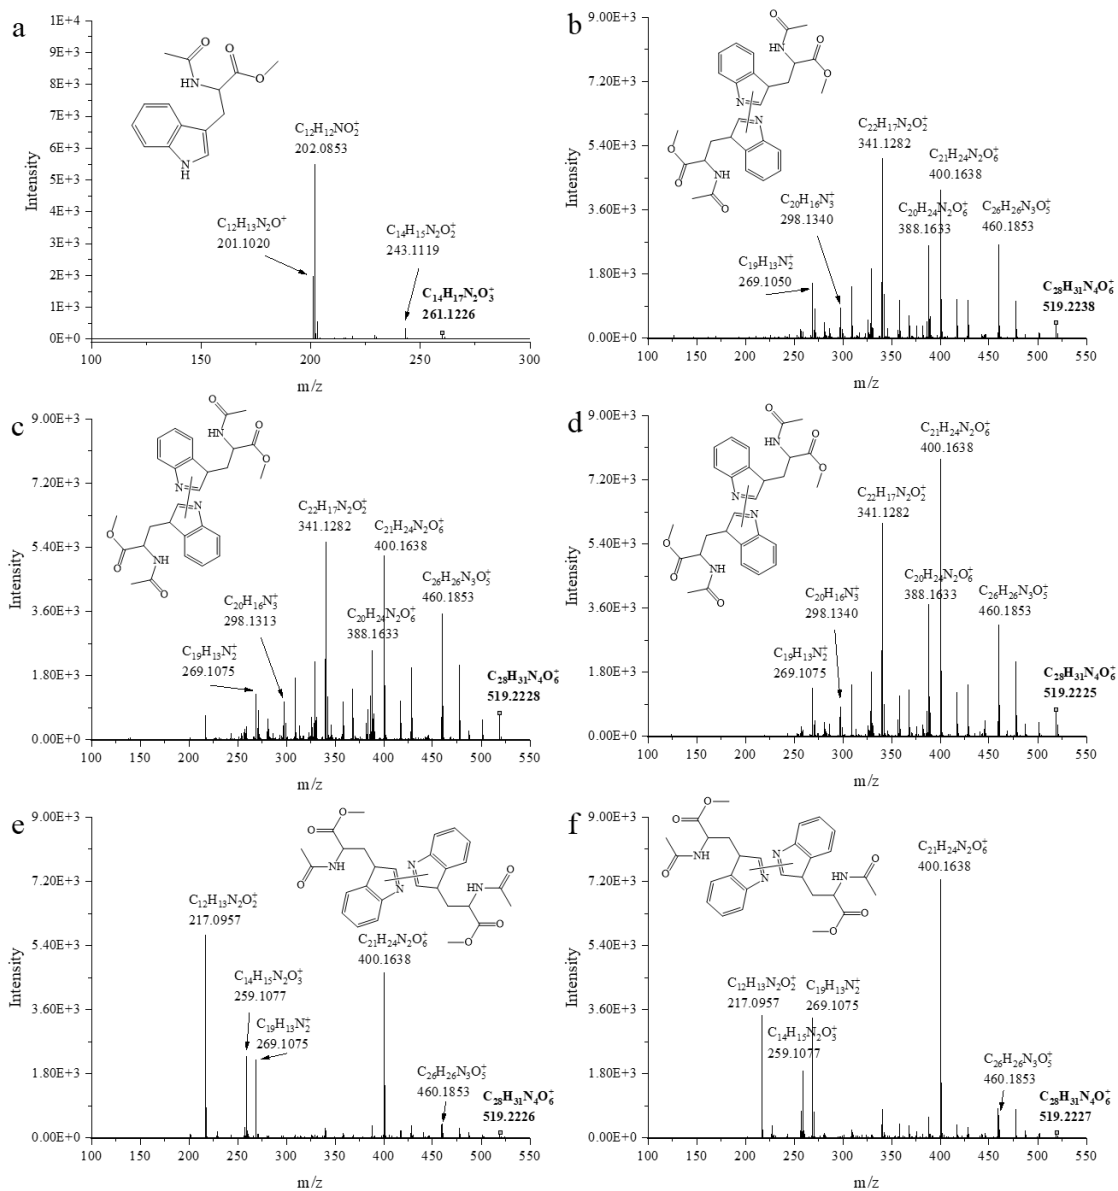 a
1E+4
9E+3
8E+3
7E+3
6E+3
5E+3
4E+3
3E+3
2E+3
1E+3
0E+0
Intensity
O
O
HN
O
N
H
C₁₂H₁₂NO₂⁺
202.0853
C₁₂H₁₃N₂O⁺
201.1020
C₁₄H₁₅N₂O₂⁺
243.1119
C₁₄H₁₇N₂O₃⁺
261.1226
100 150 200 250 300
m/z
b
9.00E+3
7.20E+3
5.40E+3
3.60E+3
1.80E+3
0.00E+0
Intensity
O
HN
O
O
N
N
O
O
NH
O
C₂₂H₁₇N₂O₂⁺
341.1282
C₂₁H₂₄N₂O₆⁺
400.1638
C₂₀H₁₆N₃⁺
298.1340
C₂₀H₂₄N₂O₆⁺
388.1633
C₂₆H₂₆N₃O₅⁺
460.1853
C₁₉H₁₃N₂⁺
269.1050
C₂₈H₃₁N₄O₆⁺
519.2238
100 150 200 250 300 350 400 450 500 550
m/z
c
9.00E+3
7.20E+3
5.40E+3
3.60E+3
1.80E+3
0.00E+0
Intensity
O
HN
O
O
N
N
O
O
NH
O
C₂₂H₁₇N₂O₂⁺
341.1282
C₂₁H₂₄N₂O₆⁺
400.1638
C₂₆H₂₆N₃O₅⁺
460.1853
C₂₀H₁₆N₃⁺
298.1313
C₂₀H₂₄N₂O₆⁺
388.1633
C₁₉H₁₃N₂⁺
269.1075
C₂₈H₃₁N₄O₆⁺
519.2228
100 150 200 250 300 350 400 450 500 550
m/z
d
9.00E+3
7.20E+3
5.40E+3
3.60E+3
1.80E+3
0.00E+0
Intensity
O
HN
O
O
N
N
O
O
NH
O
C₂₁H₂₄N₂O₆⁺
400.1638
C₂₂H₁₇N₂O₂⁺
341.1282
C₂₀H₁₆N₃⁺
298.1340
C₂₀H₂₄N₂O₆⁺
388.1633
C₂₆H₂₆N₃O₅⁺
460.1853
C₁₉H₁₃N₂⁺
269.1075
C₂₈H₃₁N₄O₆⁺
519.2225
100 150 200 250 300 350 400 450 500 550
m/z
e
9.00E+3
7.20E+3
5.40E+3
3.60E+3
1.80E+3
0.00E+0
Intensity
O
O
NH
O
N
N
HN
O
O
O
C₁₂H₁₃N₂O₂⁺
217.0957
C₂₁H₂₄N₂O₆⁺
400.1638
C₁₄H₁₅N₂O₃⁺
259.1077
C₁₉H₁₃N₂⁺
269.1075
C₂₆H₂₆N₃O₅⁺
460.1853
C₂₈H₃₁N₄O₆⁺
519.2226
100 150 200 250 300 350 400 450 500 550
m/z
f
9.00E+3
7.20E+3
5.40E+3
3.60E+3
1.80E+3
0.00E+0
Intensity
O
O
NH
O
N
N
HN
O
O
O
C₂₁H₂₄N₂O₆⁺
400.1638
C₁₂H₁₃N₂O₂⁺
217.0957
C₁₉H₁₃N₂⁺
269.1075
C₁₄H₁₅N₂O₃⁺
259.1077
C₂₆H₂₆N₃O₅⁺
460.1853
C₂₈H₃₁N₄O₆⁺
519.2227
100 150 200 250 300 350 400 450 500 550
m/z